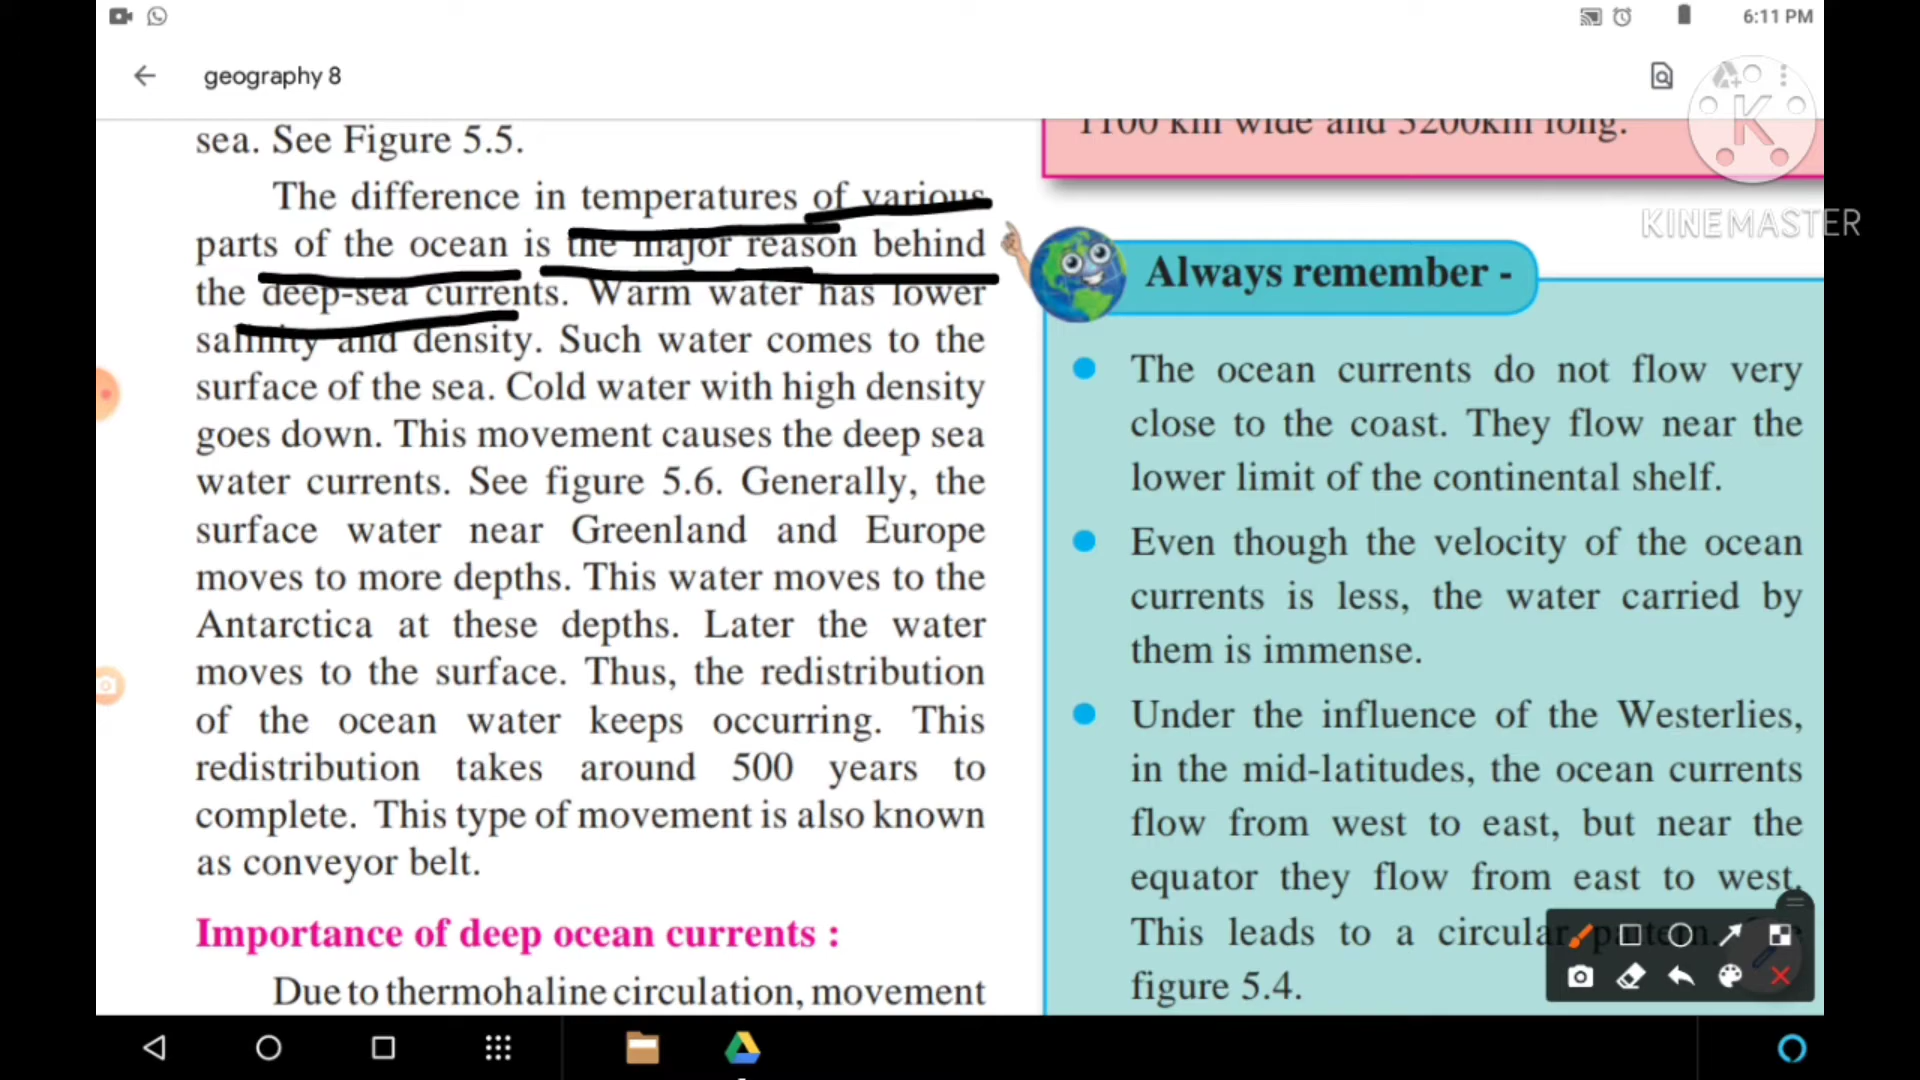 6:11 PM
geography 8
sea. See Figure 5.5.
The difference in temperatures of various
parts of the ocean is the major reason behind
the deep-sea currents. Warm water has lower
salinity and density. Such water comes to the
surface of the sea. Cold water with high density
goes down. This movement causes the deep sea
water currents. See figure 5.6. Generally, the
surface water near Greenland and Europe
moves to more depths. This water moves to the
Antarctica at these depths. Later the water
moves to the surface. Thus, the redistribution
of the ocean water keeps occurring. This
redistribution takes around 500 years to
complete. This type of movement is also known
as conveyor belt.
Importance of deep ocean currents :
Due to thermohaline circulation, movement
1100 km wide and 3200km long.
K
KINEMASTER
Always remember -
The ocean currents do not flow very
close to the coast. They flow near the
lower limit of the continental shelf.
Even though the velocity of the ocean
currents is less, the water carried by
them is immense.
Under the influence of the Westerlies,
in the mid-latitudes, the ocean currents
flow from west to east, but near the
equator they flow from east to west.
This leads to a circular pattern.
figure 5.4.